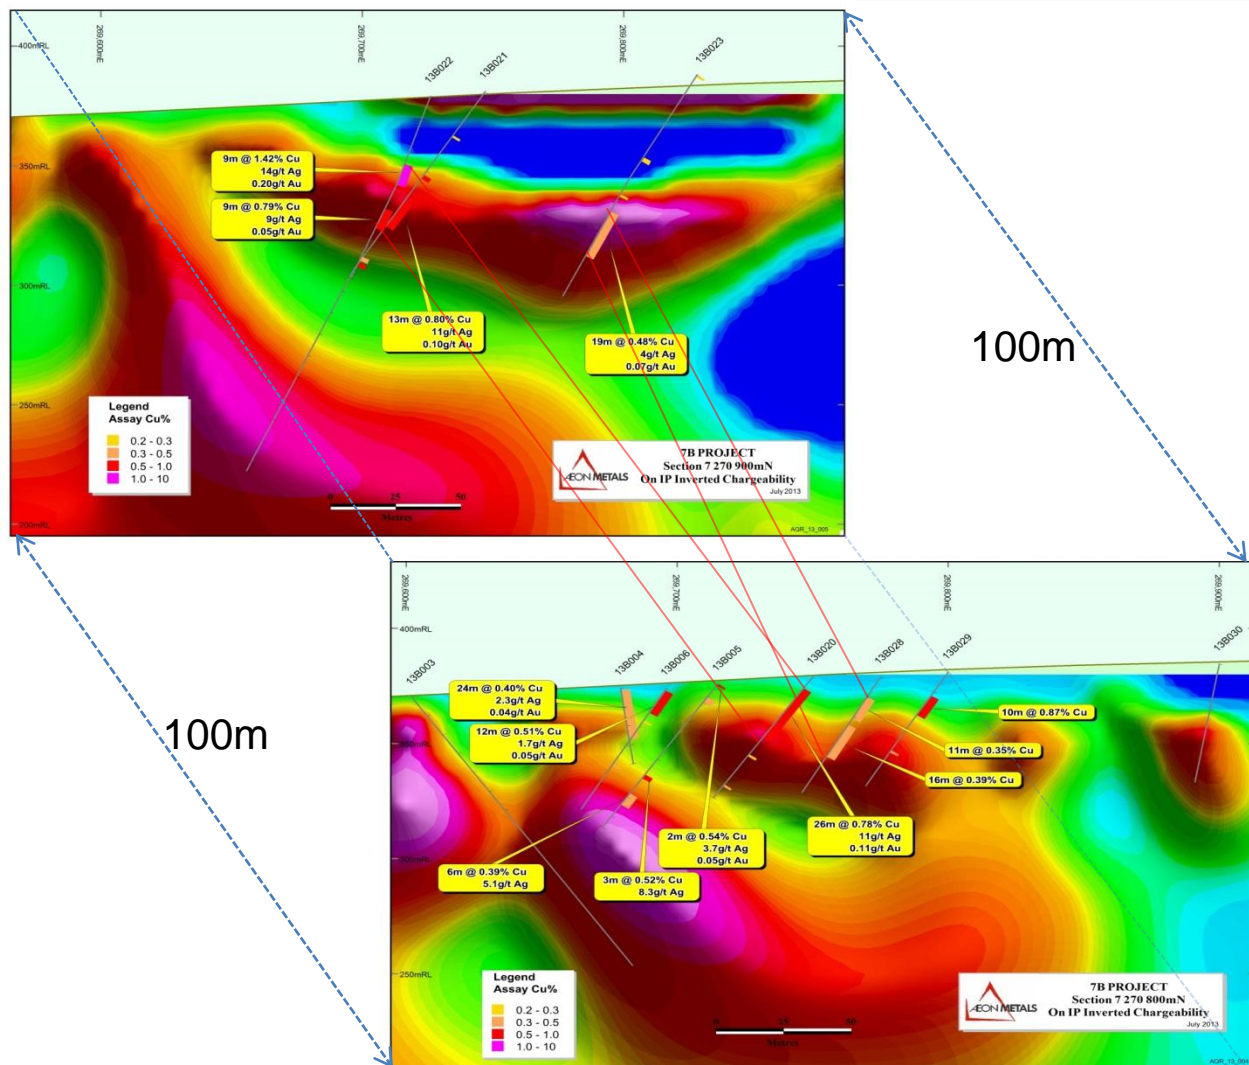 269,600mE
269,700mE
269,800mE
400mRL
13B022
13B021
13B023
350mRL
9m @ 1.42% Cu
14g/t Ag
0.20g/t Au
9m @ 0.79% Cu
9g/t Ag
0.05g/t Au
300mRL
13m @ 0.80% Cu
11g/t Ag
0.10g/t Au
19m @ 0.48% Cu
4g/t Ag
0.07g/t Au
100m
250mRL
Legend
Assay Cu%
0.2 - 0.3
0.3 - 0.5
0.5 - 1.0
1.0 - 10
0 25 50
Metres
AEON METALS
7B PROJECT
Section 7 270 900mN
On IP Inverted Chargeability
July 2013
200mRL
AQR_13_005
100m
269,600mE
269,700mE
269,800mE
269,900mE
400mRL
13B003
13B004
13B006
13B005
13B020
13B028
13B029
13B030
24m @ 0.40% Cu
2.3g/t Ag
0.04g/t Au
12m @ 0.51% Cu
1.7g/t Ag
0.05g/t Au
10m @ 0.87% Cu
11m @ 0.35% Cu
16m @ 0.39% Cu
2m @ 0.54% Cu
3.7g/t Ag
0.05g/t Au
26m @ 0.78% Cu
11g/t Ag
0.11g/t Au
300mRL
6m @ 0.39% Cu
5.1g/t Ag
3m @ 0.52% Cu
8.3g/t Ag
250mRL
Legend
Assay Cu%
0.2 - 0.3
0.3 - 0.5
0.5 - 1.0
1.0 - 10
0 25 50
Metres
AEON METALS
7B PROJECT
Section 7 270 800mN
On IP Inverted Chargeability
July 2013
AQR_13_004